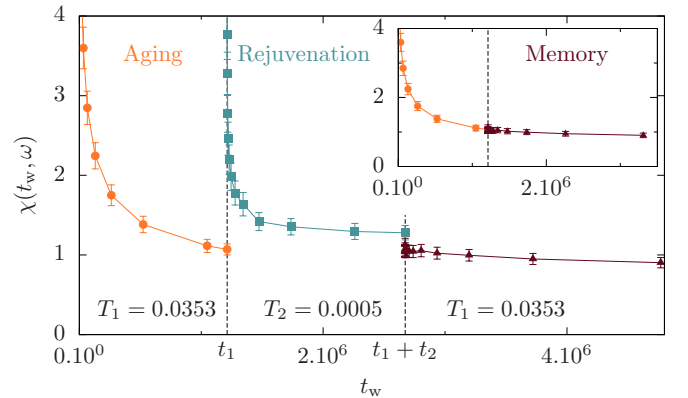 4
3
2
1
0
χ(t_w, ω)
Aging
Rejuvenation
Memory
4
2
0
0.10^0
2.10^6
T_1 = 0.0353
T_2 = 0.0005
T_1 = 0.0353
0.10^0
t_1
2.10^6
t_1 + t_2
4.10^6
t_w